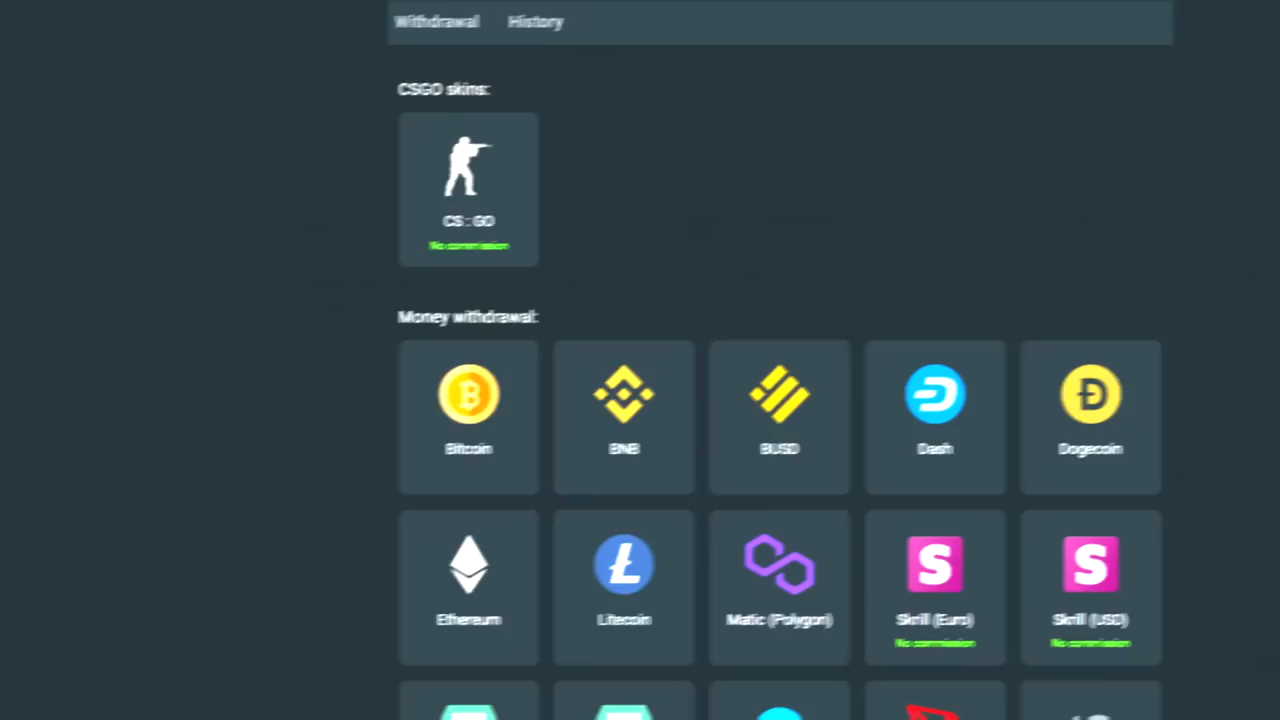 Withdrawal History
CSGO skins:
CS : GO
No commission
Money withdrawal:
Bitcoin BNB BUSD Dash Dogecoin
Ethereum Litecoin Matic (Polygon) Skrill (Euro) Skrill (USD)
No commission No commission